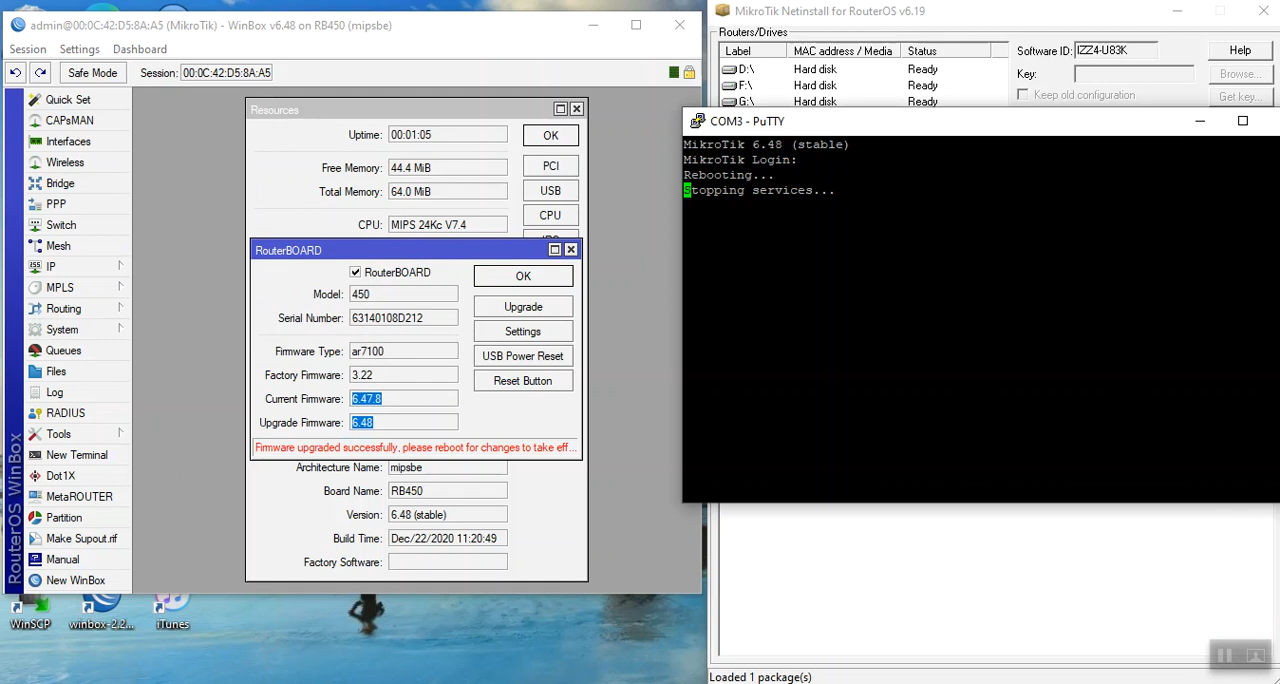 admin@00:0C:42:D5:8A:A5 (MikroTik) - WinBox v6.48 on RB450 (mipsbe)
Session Settings Dashboard
Safe Mode Session: 00:0C:42:D5:8A:A5
Quick Set
CAPsMAN
Interfaces
Wireless
Bridge
PPP
Switch
Mesh
IP
MPLS
Routing
System
Queues
Files
Log
RADIUS
Tools
New Terminal
Dot1X
MetaROUTER
Partition
Make Supout.rif
Manual
New WinBox
RouterOS WinBox
Resources
Uptime: 00:01:05 OK
Free Memory: 44.4 MiB PCI
Total Memory: 64.0 MiB USB
CPU: MIPS 24Kc V7.4 CPU
RouterBOARD
RouterBOARD OK
Model: 450
Serial Number: 63140108D212
Upgrade
Settings
Firmware Type: ar7100
USB Power Reset
Factory Firmware: 3.22
Reset Button
Current Firmware: 6.47.8
Upgrade Firmware: 6.48
Firmware upgraded successfully, please reboot for changes to take eff...
Architecture Name: mipsbe
Board Name: RB450
Version: 6.48 (stable)
Build Time: Dec/22/2020 11:20:49
Factory Software:
WinSCP
winbox-2.2...
iTunes
MikroTik Netinstall for RouterOS v6.19
Routers/Drives
Label MAC address / Media Status
D:\ Hard disk Ready
F:\ Hard disk Ready
G:\ Hard disk Ready
Software ID: IZZ4-U83K Help
Key: Browse...
Keep old configuration Get key...
COM3 - PuTTY
MikroTik 6.48 (stable)
MikroTik Login:
Rebooting...
Stopping services...
Loaded 1 package(s)